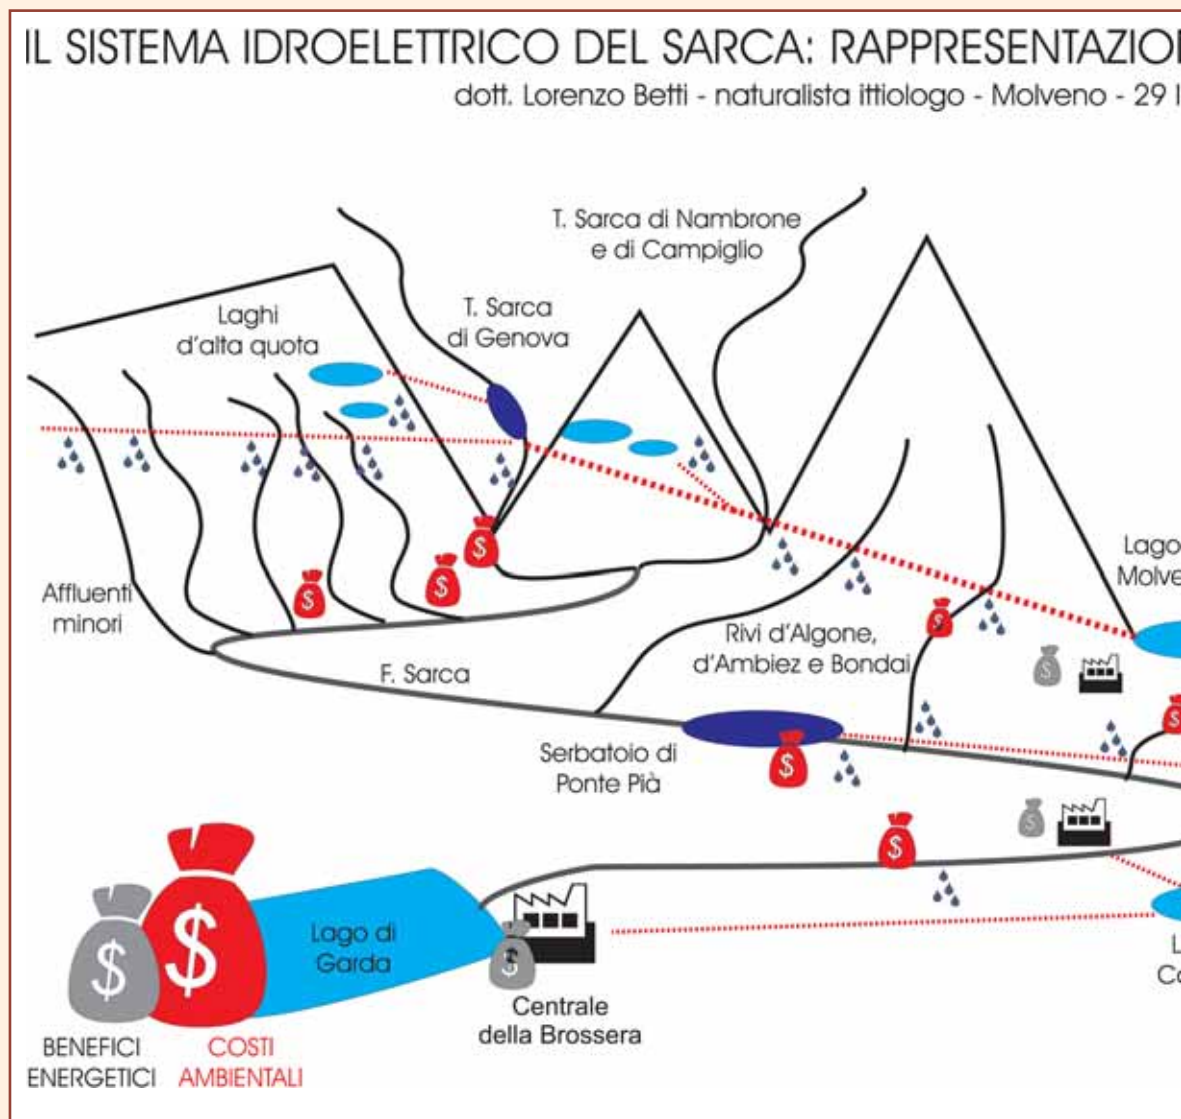 IL SISTEMA IDROELETTRICO DEL SARCA:
dott. Lorenzo Betti - naturalista ittiologo - Molveno - 29
T. Sarca di Nambrone
e di Campiglio
T. Sarca
di Genova
Laghi
d'alta quota
Lago
Affluenti
minori
Rivi d'Algone,
d'Ambiez e Bondai
F. Sarca
Serbatoio di
Ponte Pià
$
$
$
$
$
$
$
$
$
$
$
$
Lago di
Garda
Centrale
della Brossera
BENEFICI
ENERGETICI
COSTI
AMBIENTALI